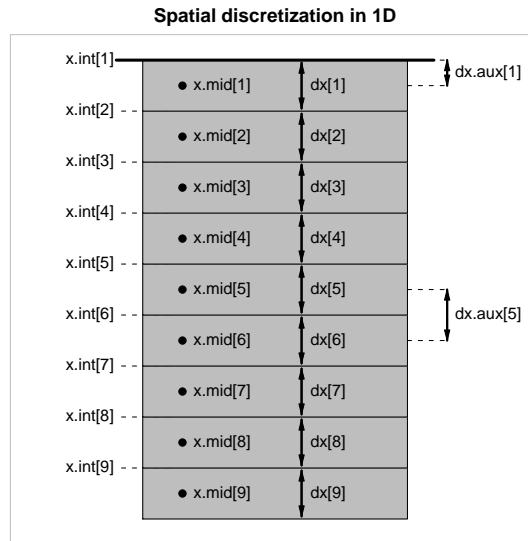 Spatial discretization in 1D
x.int[1]
dx.aux[1]
x.mid[1] dx[1]
x.int[2]
x.mid[2] dx[2]
x.int[3]
x.mid[3] dx[3]
x.int[4]
x.mid[4] dx[4]
x.int[5]
x.mid[5] dx[5]
x.int[6] dx.aux[5]
x.mid[6] dx[6]
x.int[7]
x.mid[7] dx[7]
x.int[8]
x.mid[8] dx[8]
x.int[9]
x.mid[9] dx[9]